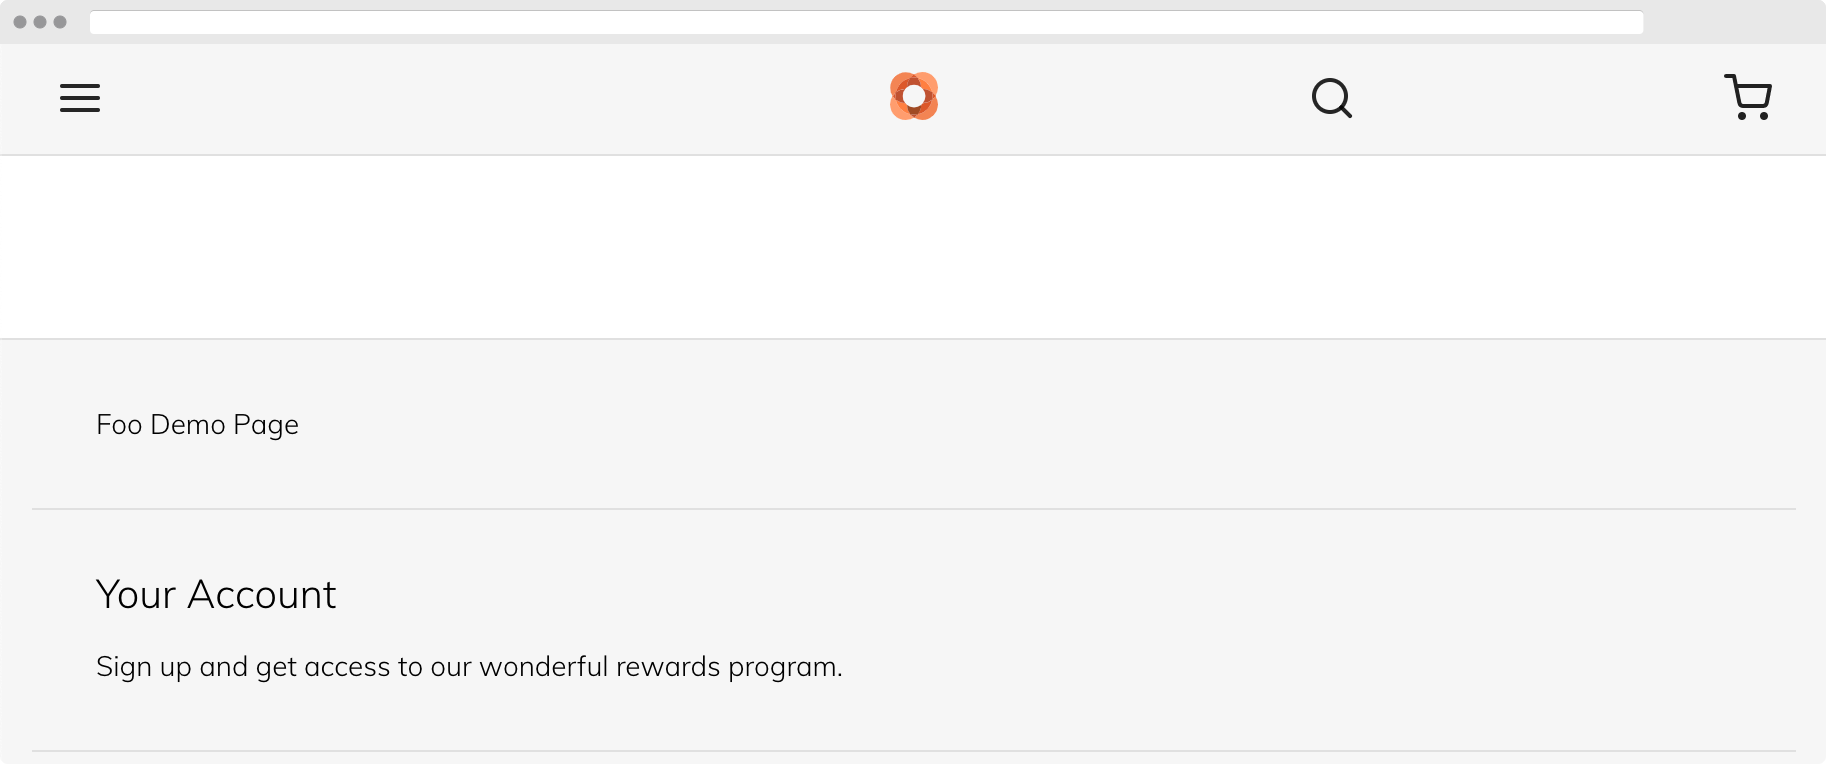 Foo Demo Page
Your Account
Sign up and get access to our wonderful rewards program.